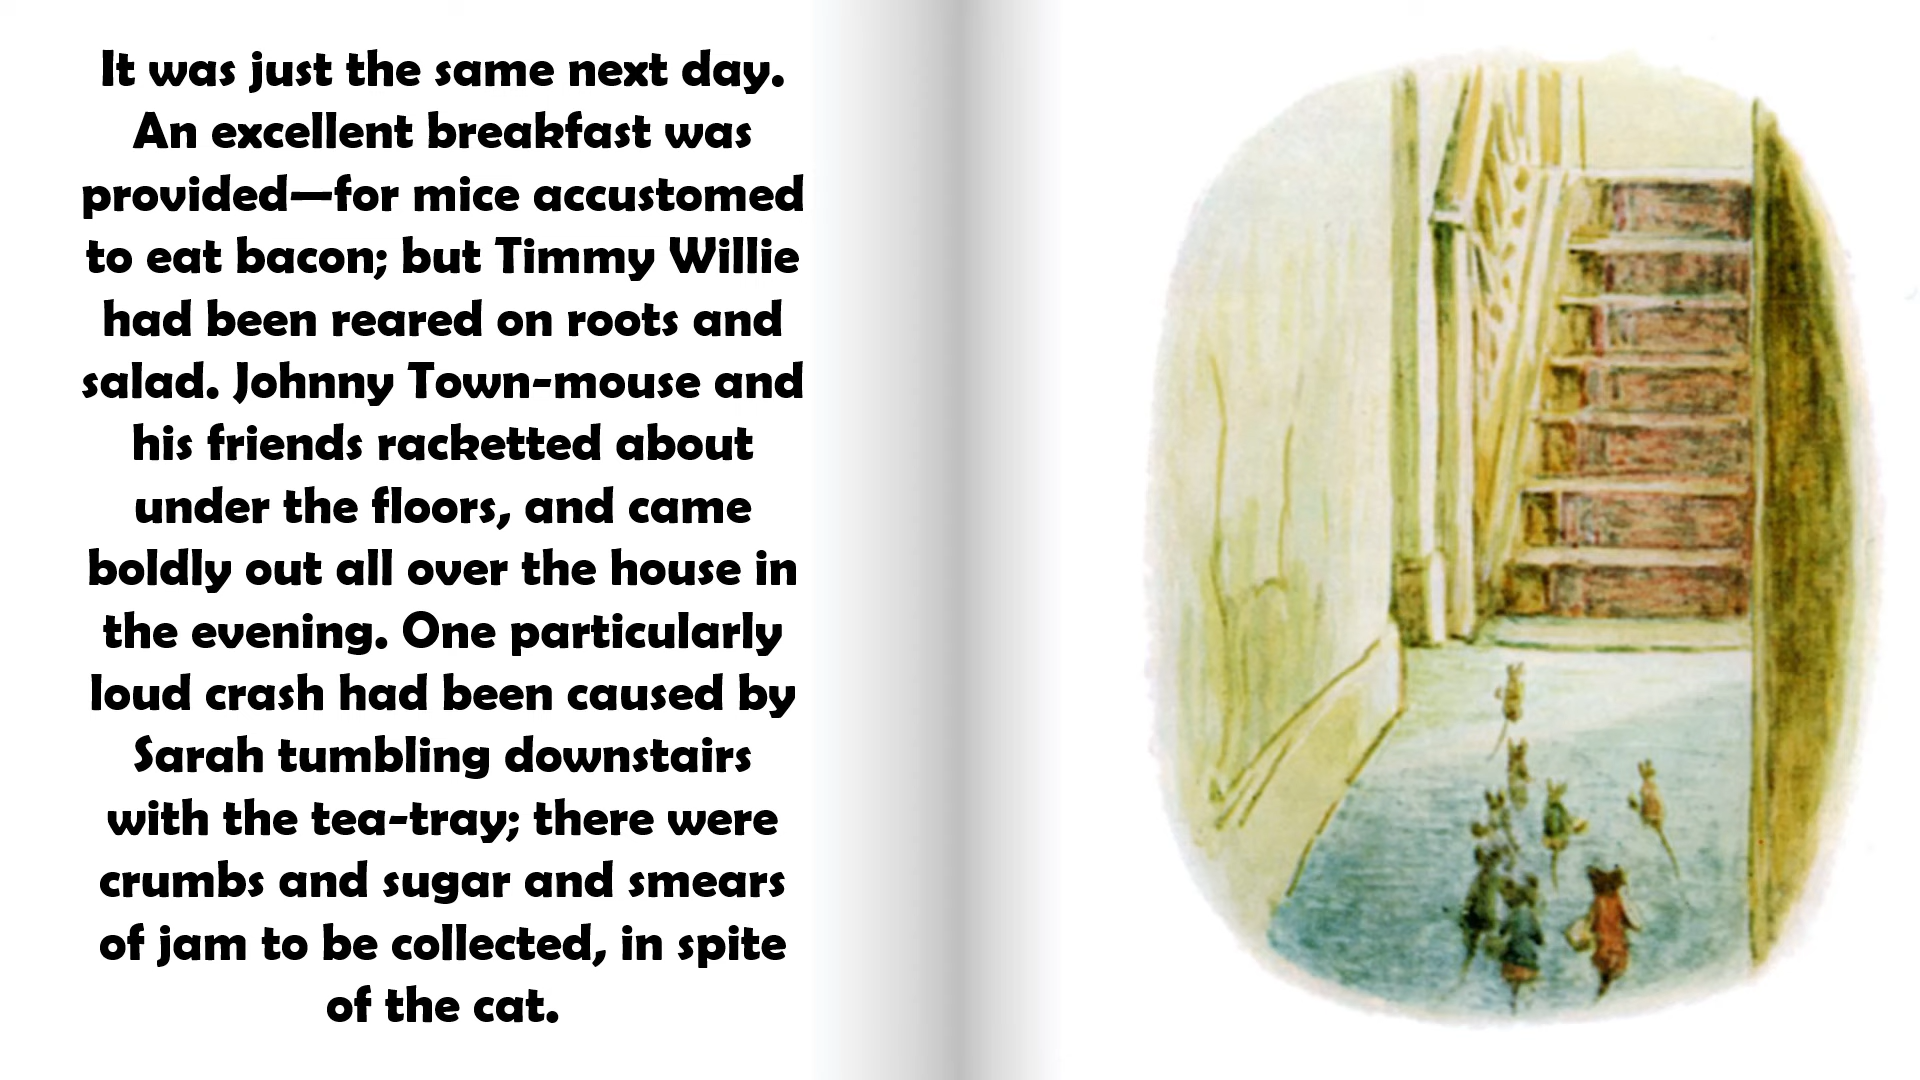 It was just the same next day.
An excellent breakfast was
provided—for mice accustomed
to eat bacon; but Timmy Willie
had been reared on roots and
salad. Johnny Town-mouse and
his friends racketted about
under the floors, and came
boldly out all over the house in
the evening. One particularly
loud crash had been caused by
Sarah tumbling downstairs
with the tea-tray; there were
crumbs and sugar and smears
of jam to be collected, in spite
of the cat.